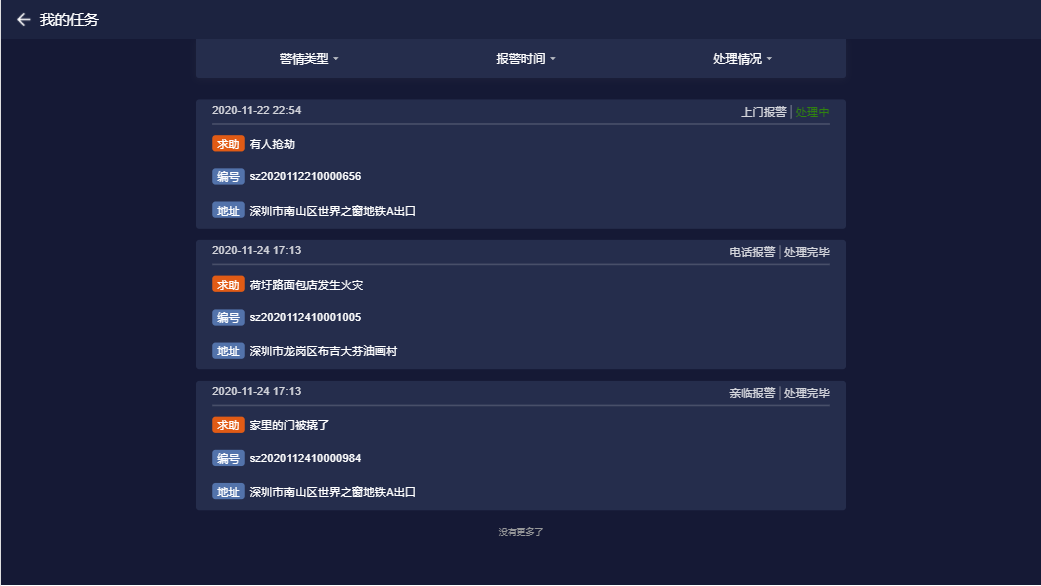 我的任务
警情类型 报警时间 处理情况
2020-11-22 22:54 上门报警 | 处理中
求助 有人抢劫
编号 sz2020112210000656
地址 深圳市南山区世界之窗地铁A出口
2020-11-24 17:13 电话报警 | 处理完毕
求助 荷圩路面包店发生火灾
编号 sz2020112410001005
地址 深圳市龙岗区布吉大芬油画村
2020-11-24 17:13 亲临报警 | 处理完毕
求助 家里的门被撬了
编号 sz2020112410000984
地址 深圳市南山区世界之窗地铁A出口
没有更多了